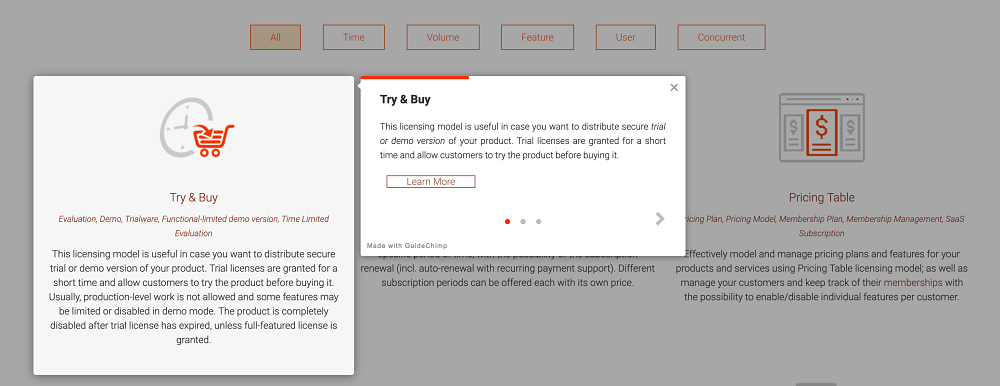 All
Time
Volume
Feature
User
Concurrent
Try & Buy
Evaluation, Demo, Trialware, Functional-limited demo version, Time Limited
Evaluation
This licensing model is useful in case you want to distribute secure
trial or demo version of your product. Trial licenses are granted for a
short time and allow customers to try the product before buying it.
Usually, production-level work is not allowed and some features may
be limited or disabled in demo mode. The product is completely
disabled after trial license has expired, unless full-featured license is
granted.
Try & Buy
This licensing model is useful in case you want to distribute secure trial
or demo version of your product. Trial licenses are granted for a short
time and allow customers to try the product before buying it.
Learn More
Made with GuideChimp
renewal (incl. auto-renewal with recurring payment support). Different
subscription periods can be offered each with its own price.
Pricing Table
Plan, Pricing Model, Membership Plan, Membership Management, SaaS
Subscription
Effectively model and manage pricing plans and features for your
products and services using Pricing Table licensing model; as well as
manage your customers and keep track of their memberships with
the possibility to enable/disable individual features per customer.